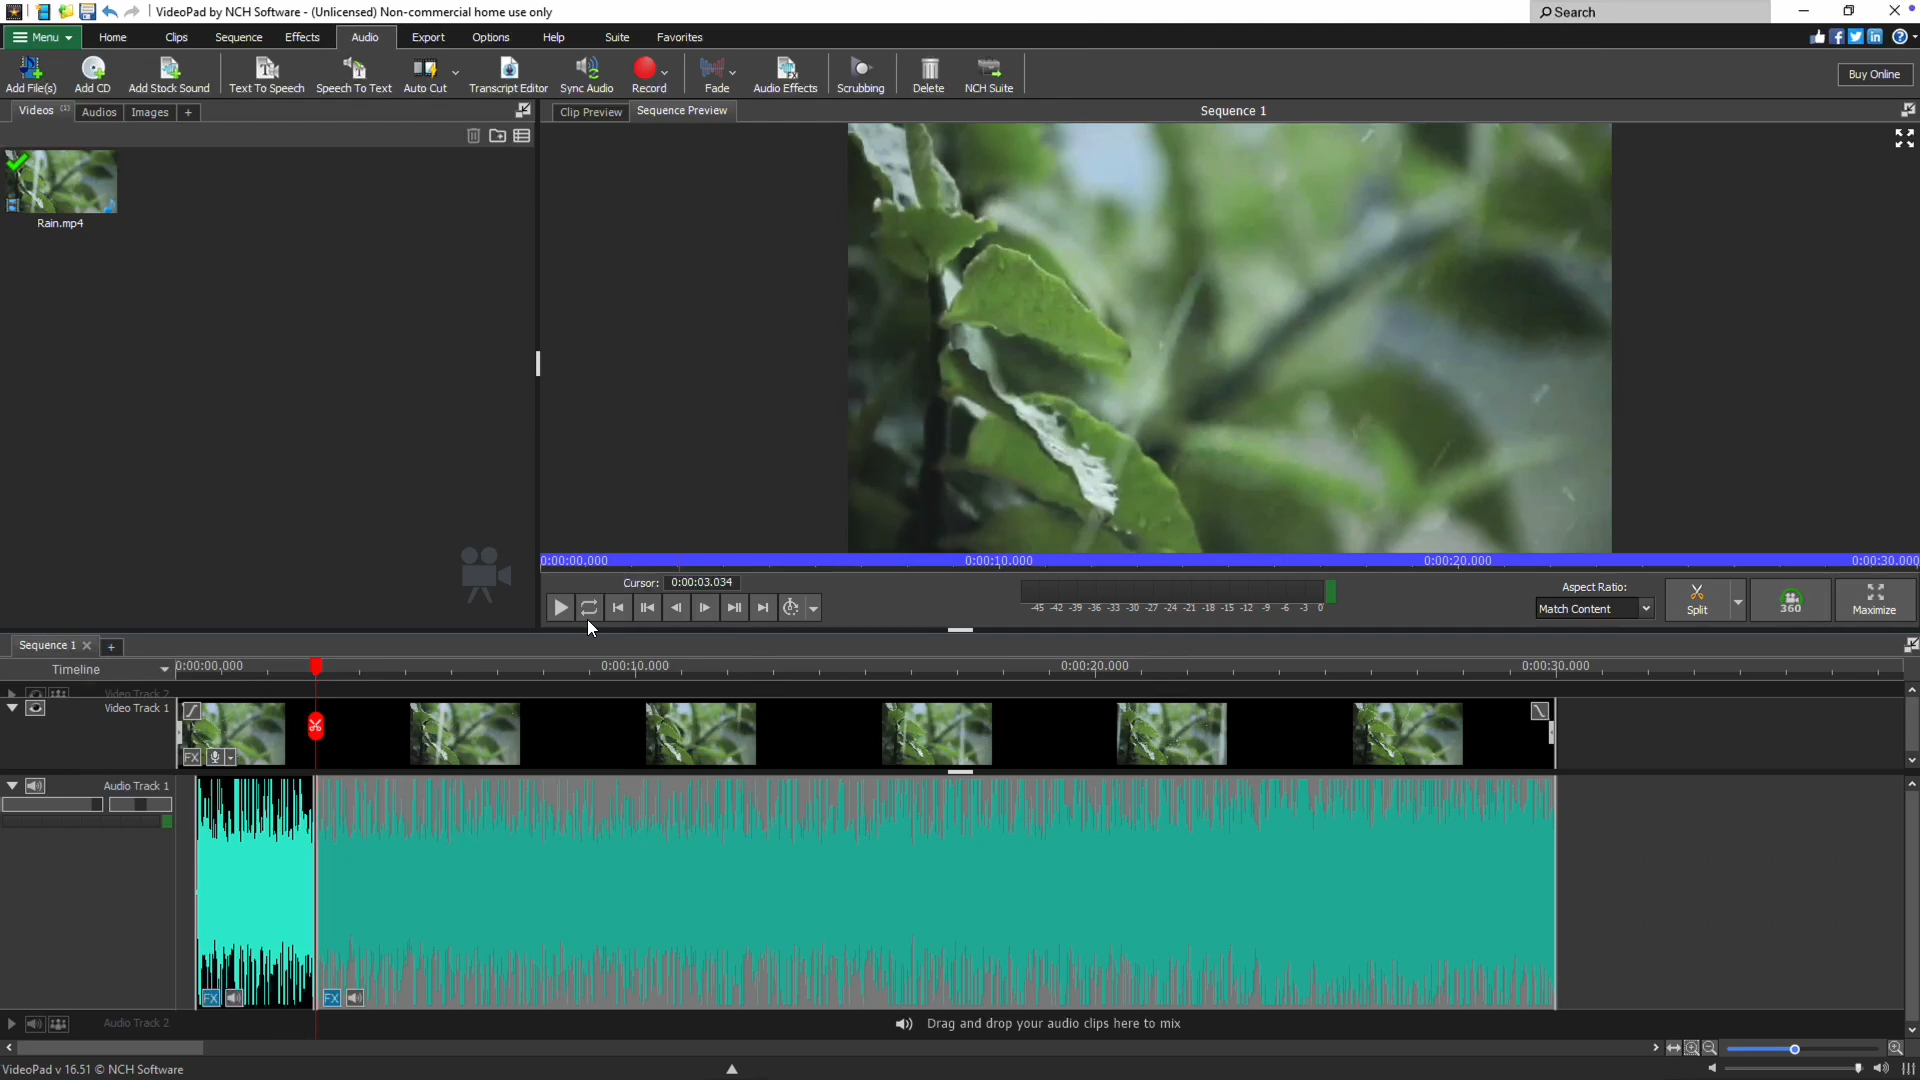 VideoPad by NCH Software - (Unlicensed) Non-commercial home use only
Search
Menu Home Clips Sequence Effects Audio Export Options Help Suite Favorites
Add File(s) Add CD Add Stock Sound Text To Speech Speech To Text Auto Cut Transcript Editor Sync Audio Record Fade Audio Effects Scrubbing Delete NCH Suite Buy Online
Videos (1) Audios Images +
Clip Preview Sequence Preview Sequence 1
Rain.mp4
0:00:00,000 0:00:10.000 0:00:20.000 0:00:30.000
Cursor: 0:00:03.034
-45 -42 -39 -36 -33 -30 -27 -24 -21 -18 -15 -12 -9 -6 -3 0
Aspect Ratio:
Match Content
Split
360
Maximize
Sequence 1 +
Timeline 0:00:00,000 0:00:10.000 0:00:20.000 0:00:30.000
Video Track 2
Video Track 1
FX
Audio Track 1
FX FX
Audio Track 2
Drag and drop your audio clips here to mix
VideoPad v 16.51 © NCH Software